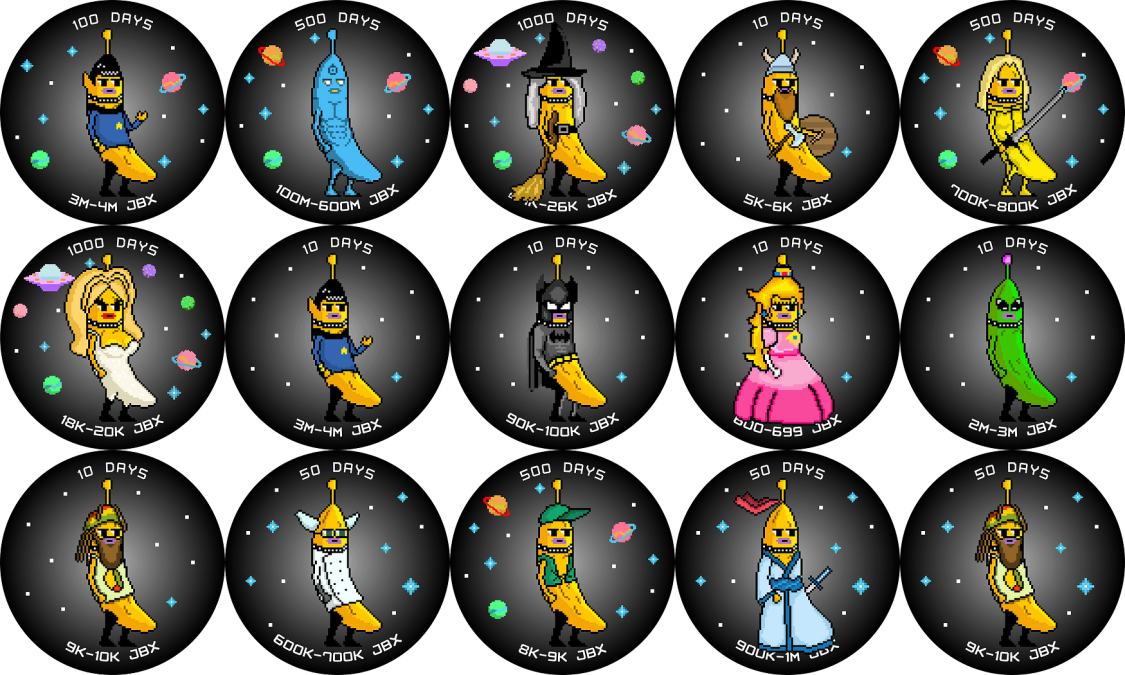 100 DAYS
3M-4M JBX
500 DAYS
100M-600M JBX
1000 DAYS
-26K JBX
10 DAYS
5K-6K JBX
500 DAYS
700K-800K JBX
1000 DAYS
18K-20K JBX
10 DAYS
3M-4M JBX
10 DAYS
90K-100K JBX
10 DAYS
600-699 JBX
10 DAYS
2M-3M JBX
10 DAYS
9K-10K JBX
50 DAYS
600K-700K JBX
500 DAYS
8K-9K JBX
50 DAYS
900K-1M JBX
50 DAYS
9K-10K JBX